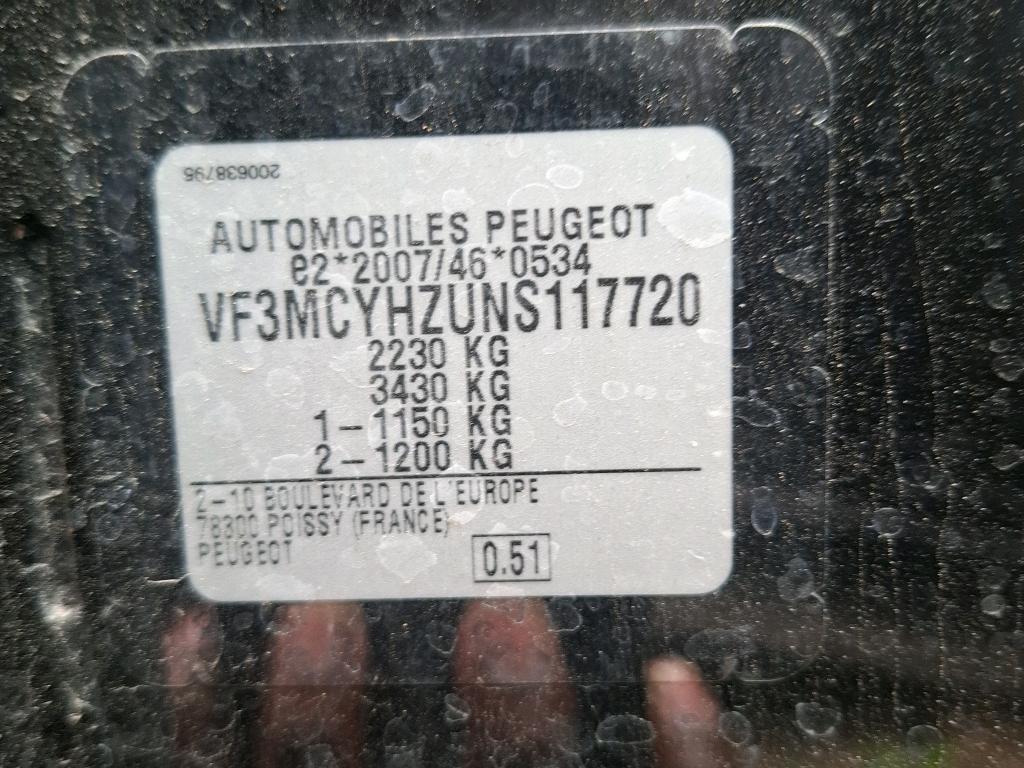 200638795
AUTOMOBILES PEUGEOT
e2*2007/46*0534
VF3MCYHZUNS117720
2230 KG
3430 KG
1-1150 KG
2-1200 KG
2-10 BOULEVARD DE L'EUROPE
78300 POISSY (FRANCE)
PEUGEOT
0.51